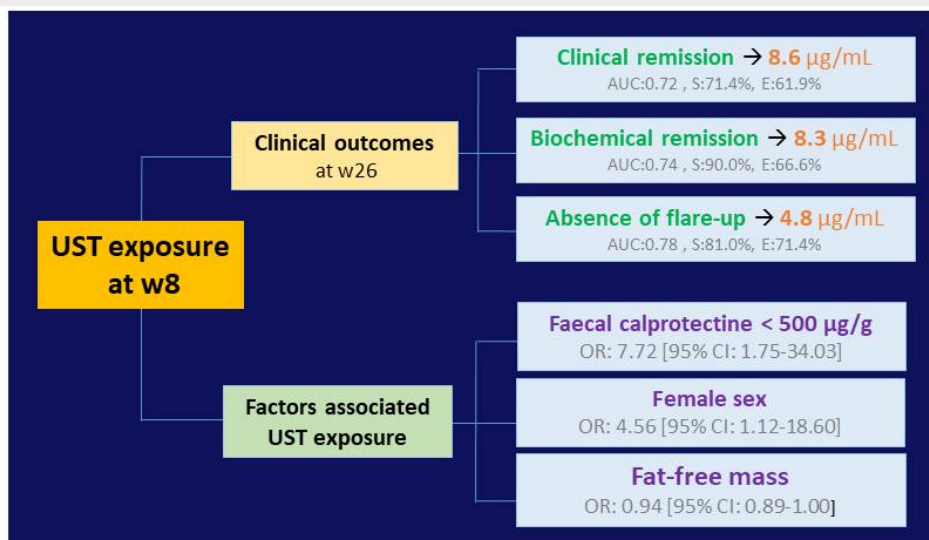 UST exposure
at w8
Clinical outcomes
at w26
Clinical remission → 8.6 µg/mL
AUC:0.72 , S:71.4%, E:61.9%
Biochemical remission → 8.3 µg/mL
AUC:0.74 , S:90.0%, E:66.6%
Absence of flare-up → 4.8 µg/mL
AUC:0.78 , S:81.0%, E:71.4%
Factors associated
UST exposure
Faecal calprotectine < 500 µg/g
OR: 7.72 [95% CI: 1.75-34.03]
Female sex
OR: 4.56 [95% CI: 1.12-18.60]
Fat-free mass
OR: 0.94 [95% CI: 0.89-1.00]